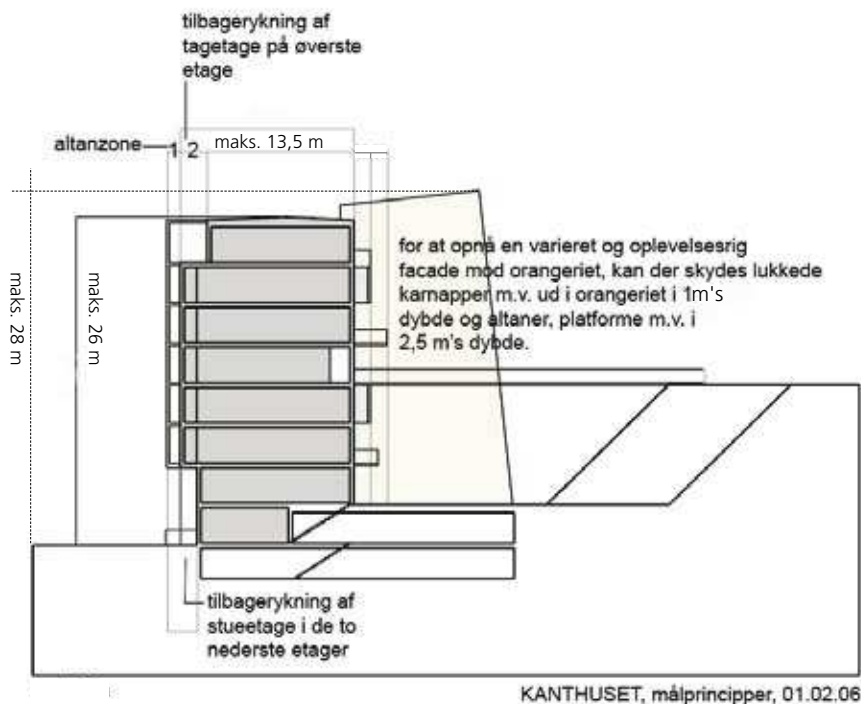 tilbagerykning af
tagetage på øverste
etage
altanzone
1 2
maks. 13,5 m
maks. 28 m
maks. 26 m
for at opnå en varieret og oplevelsesrig
facade mod orangeriet, kan der skydes lukkede
karnapper m.v. ud i orangeriet i 1m's
dybde og altaner, platforme m.v. i
2,5 m's dybde.
tilbagerykning af
stueetage i de to
nederste etager
KANTHUSET, målprincipper, 01.02.06